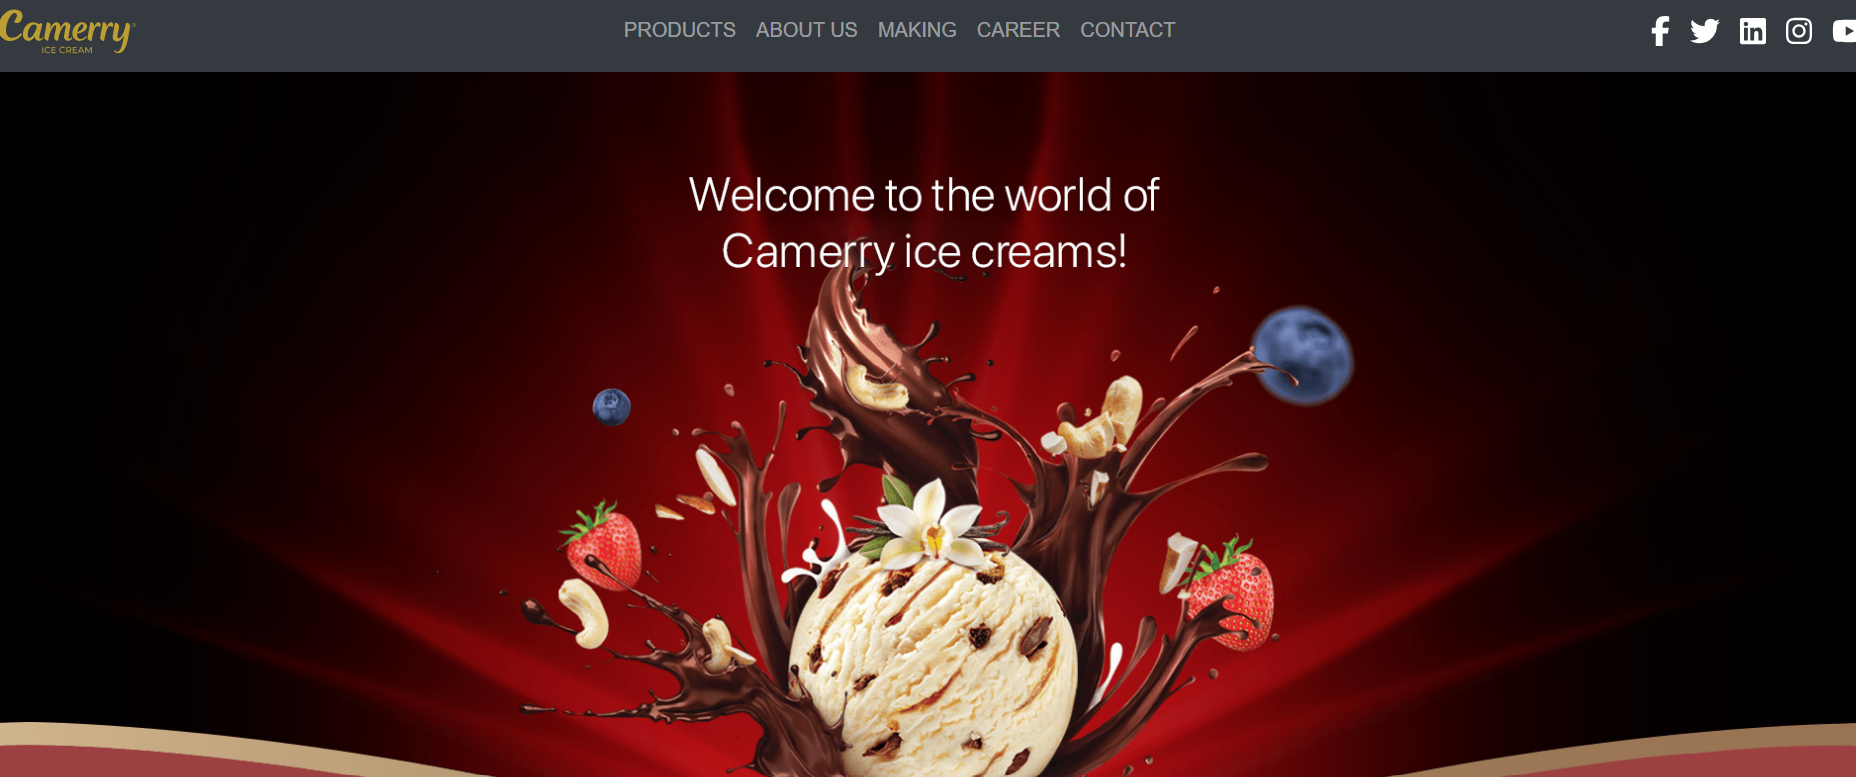 Camerry
ICE CREAM
PRODUCTS ABOUT US MAKING CAREER CONTACT
Welcome to the world of
Camerry ice creams!